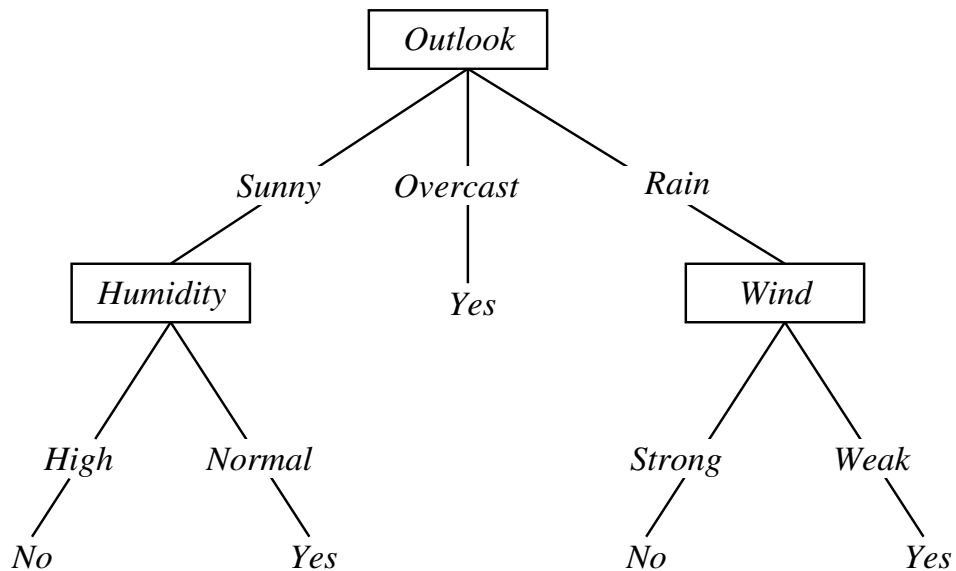 Outlook
Sunny Overcast Rain
Humidity Yes Wind
High Normal Strong Weak
No Yes No Yes